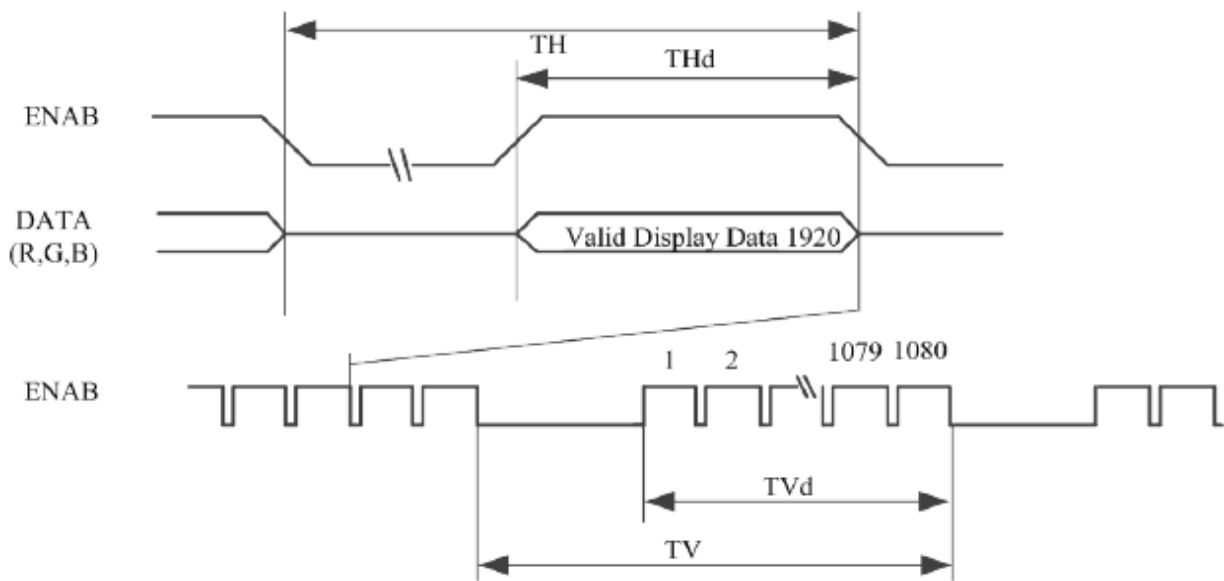 TH
THd
ENAB
DATA
(R,G,B)
Valid Display Data 1920
1 2 1079 1080
ENAB
TVd
TV